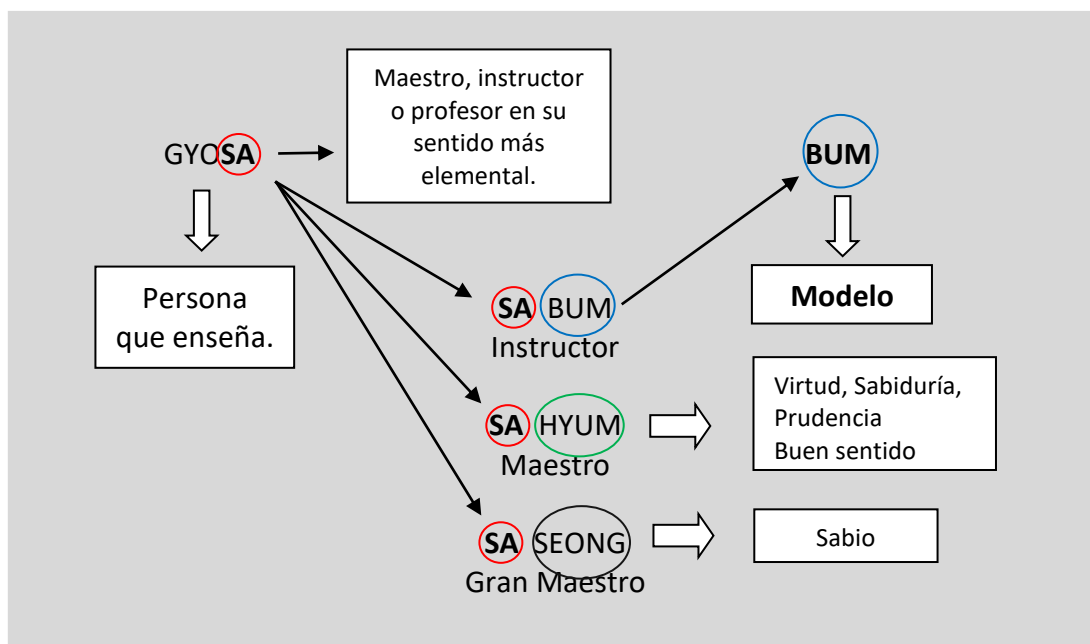 GYOSA
Maestro, instructor
o profesor en su
sentido más
elemental.
BUM
Persona
que enseña.
Modelo
SA BUM
Instructor
SA HYUM
Maestro
Virtud, Sabiduría,
Prudencia
Buen sentido
SA SEONG
Gran Maestro
Sabio